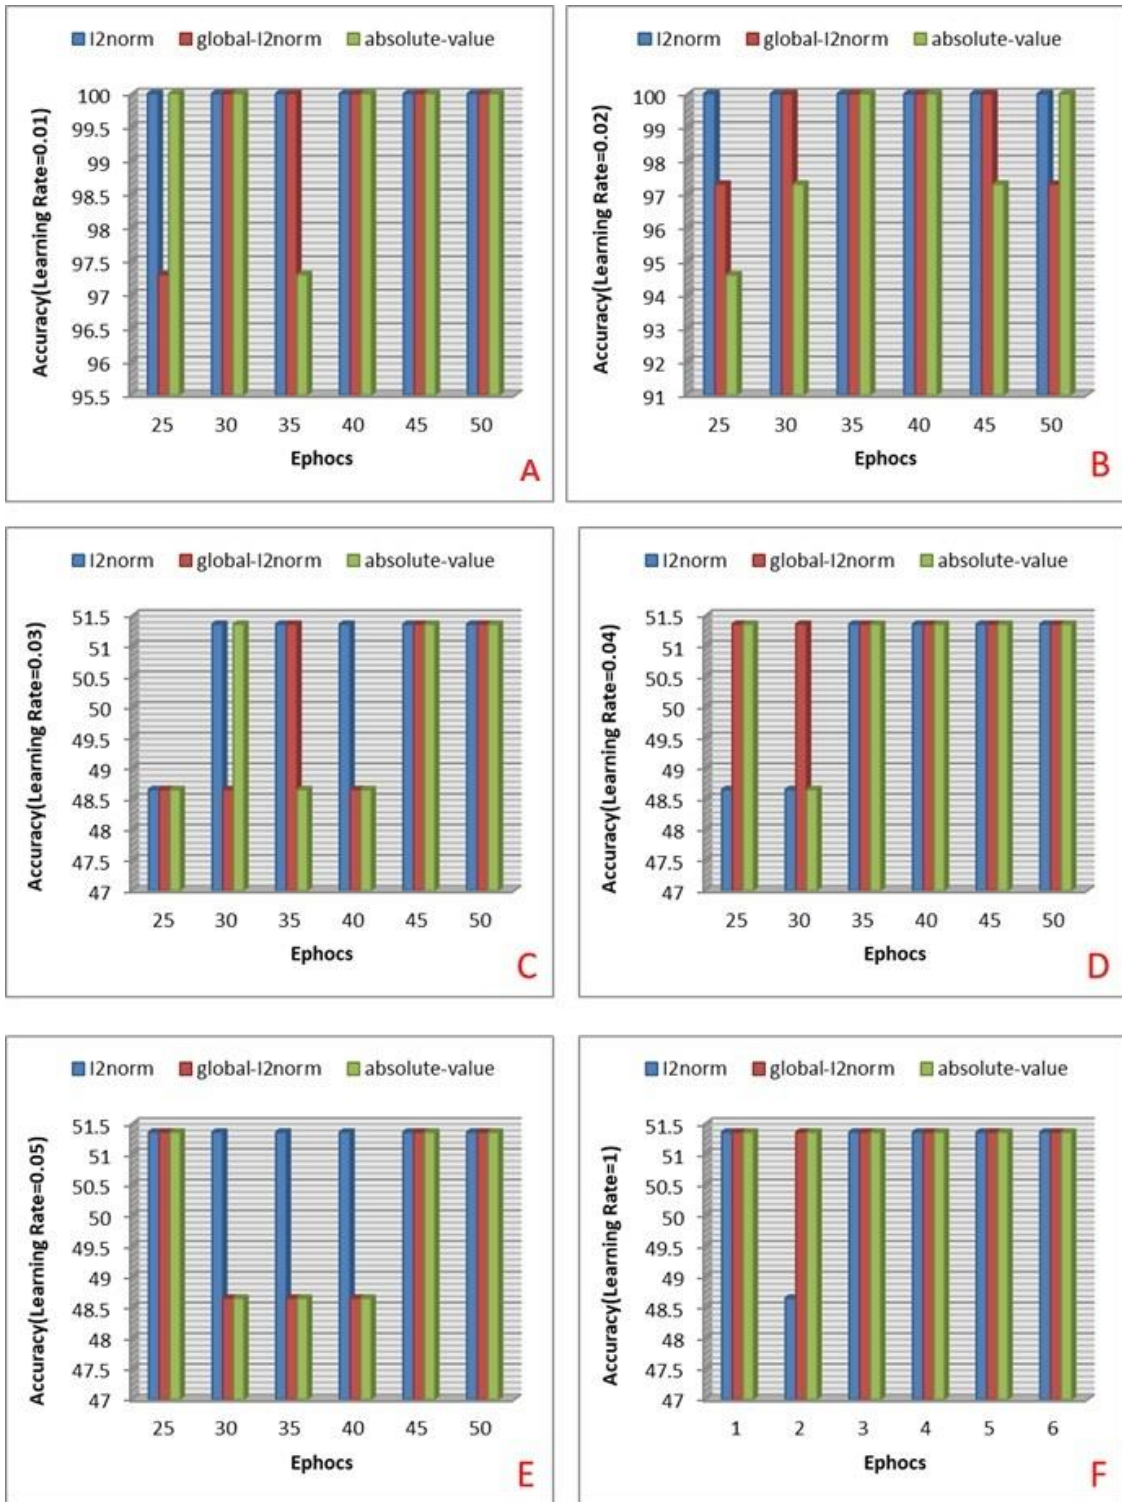 l2norm global-l2norm absolute-value
Accuracy(Learning Rate=0.01)
100
99.5
99
98.5
98
97.5
97
96.5
96
95.5
25 30 35 40 45 50
Ephocs
A
l2norm global-l2norm absolute-value
Accuracy(Learning Rate=0.02)
100
99
98
97
96
95
94
93
92
91
25 30 35 40 45 50
Ephocs
B
l2norm global-l2norm absolute-value
Accuracy(Learning Rate=0.03)
51.5
51
50.5
50
49.5
49
48.5
48
47.5
47
25 30 35 40 45 50
Ephocs
C
l2norm global-l2norm absolute-value
Accuracy(Learning Rate=0.04)
51.5
51
50.5
50
49.5
49
48.5
48
47.5
47
25 30 35 40 45 50
Ephocs
D
l2norm global-l2norm absolute-value
Accuracy(Learning Rate=0.05)
51.5
51
50.5
50
49.5
49
48.5
48
47.5
47
25 30 35 40 45 50
Ephocs
E
l2norm global-l2norm absolute-value
Accuracy(Learning Rate=1)
51.5
51
50.5
50
49.5
49
48.5
48
47.5
47
1 2 3 4 5 6
Ephocs
F